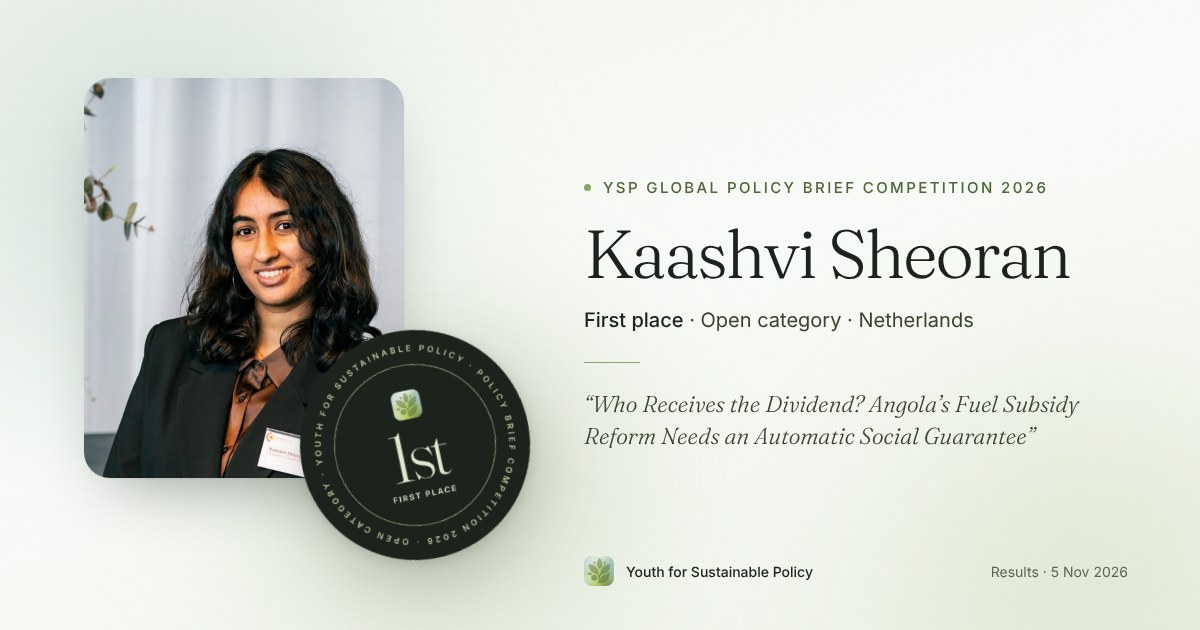 YSP GLOBAL POLICY BRIEF COMPETITION 2026
Kaashvi Sheoran
First place · Open category · Netherlands
“Who Receives the Dividend? Angola’s Fuel Subsidy
Reform Needs an Automatic Social Guarantee”
YOUTH FOR SUSTAINABLE POLICY · POLICY BRIEF COMPETITION 2026 · OPEN CATEGORY ·
1st
FIRST PLACE
Youth for Sustainable Policy
Results · 5 Nov 2026